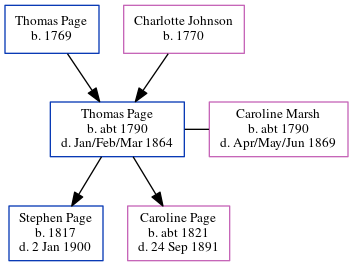 Thomas Page
b. 1769
Charlotte Johnson
b. 1770
Thomas Page
b. abt 1790
d. Jan/Feb/Mar 1864
Caroline Marsh
b. abt 1790
d. Apr/May/Jun 1869
Stephen Page
b. 1817
d. 2 Jan 1900
Caroline Page
b. abt 1821
d. 24 Sep 1891